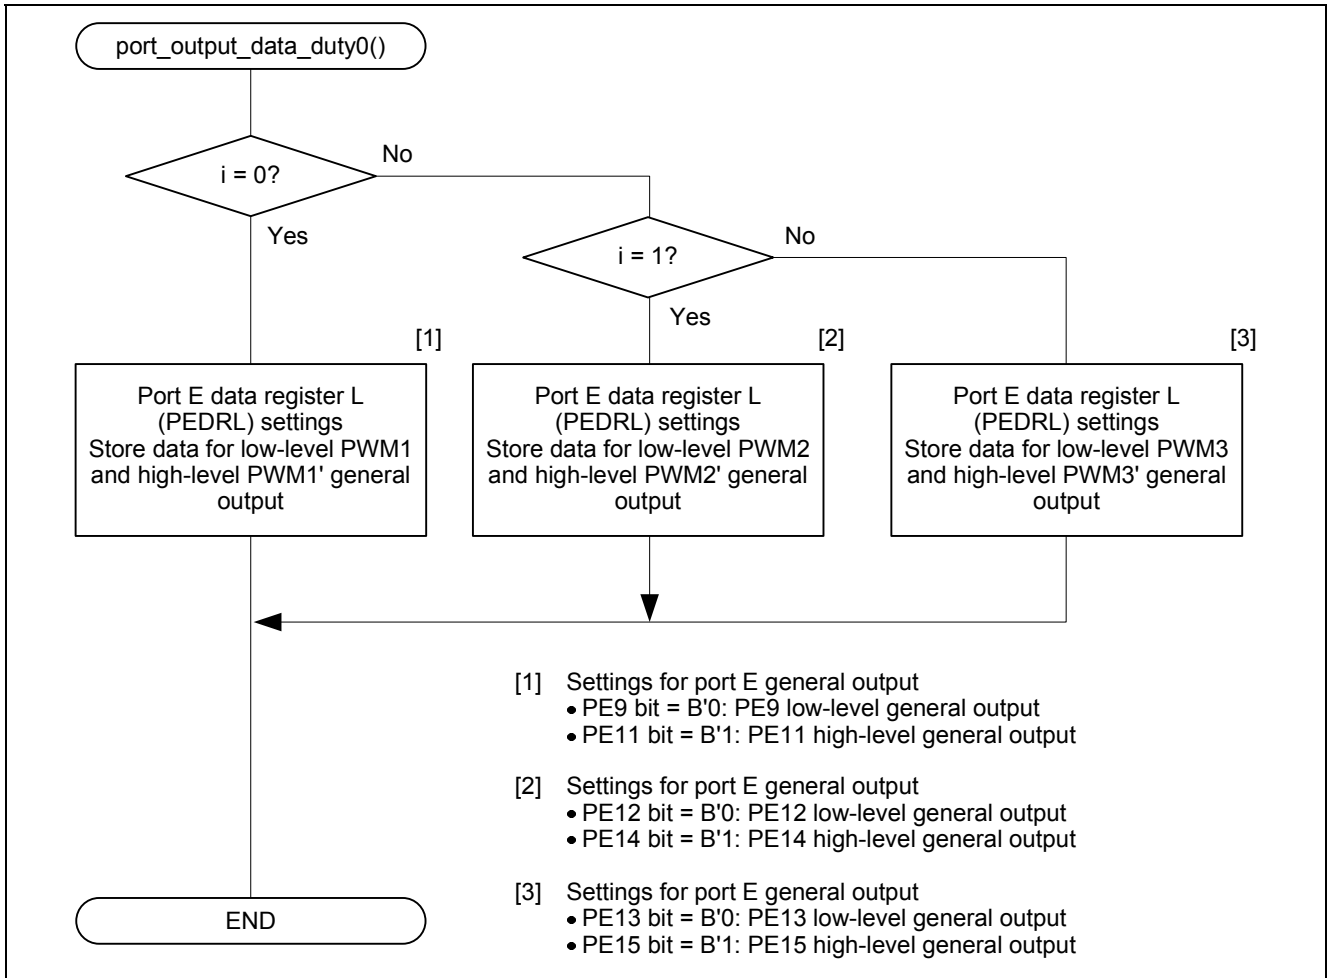 port_output_data_duty0()
i = 0?
No
Yes
i = 1?
No
Yes
[1]
Port E data register L
(PEDRL) settings
Store data for low-level PWM1
and high-level PWM1' general
output
[2]
Port E data register L
(PEDRL) settings
Store data for low-level PWM2
and high-level PWM2' general
output
[3]
Port E data register L
(PEDRL) settings
Store data for low-level PWM3
and high-level PWM3' general
output
[1] Settings for port E general output
• PE9 bit = B'0: PE9 low-level general output
• PE11 bit = B'1: PE11 high-level general output
[2] Settings for port E general output
• PE12 bit = B'0: PE12 low-level general output
• PE14 bit = B'1: PE14 high-level general output
[3] Settings for port E general output
• PE13 bit = B'0: PE13 low-level general output
• PE15 bit = B'1: PE15 high-level general output
END